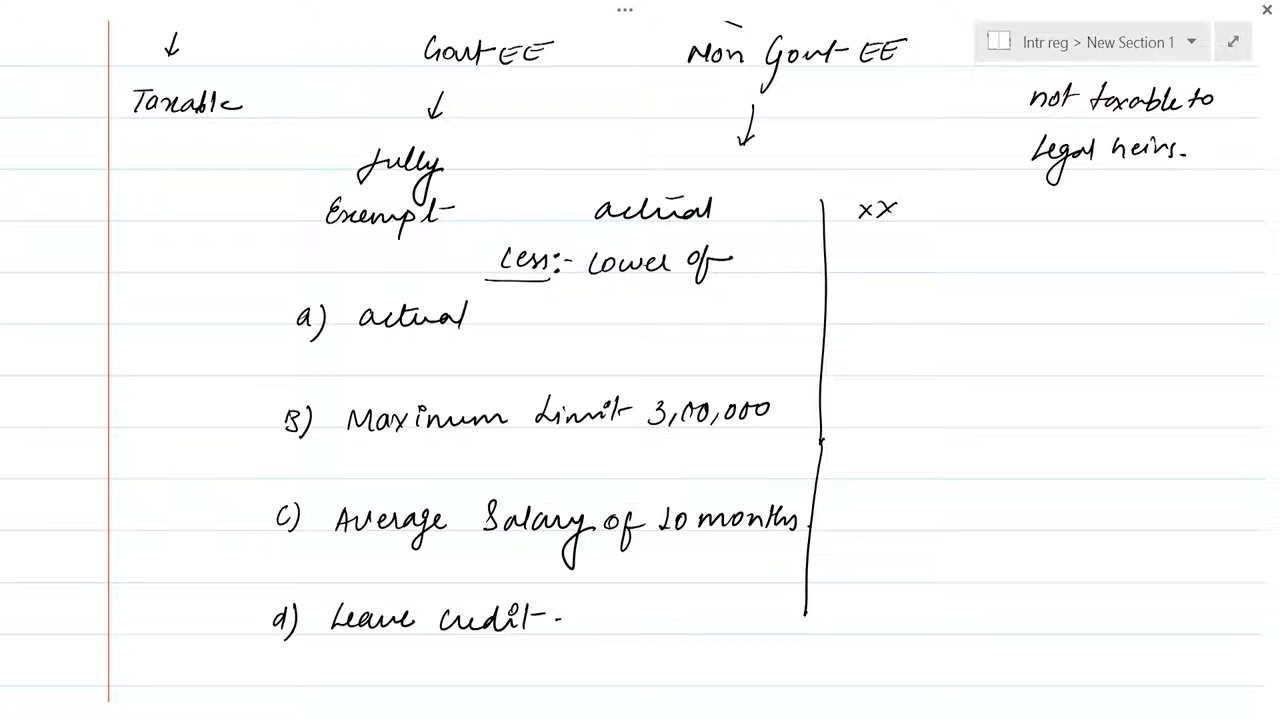 Intr reg > New Section 1
↓ Govt EE Non Govt EE
Taxable ↓ ↓ not taxable to
fully Legal heirs.
Exempt actual xx
Less:- Lower of
a) actual
B) Maximum Limit 3,00,000
c) Average Salary of 10 months.
d) Leave credit.